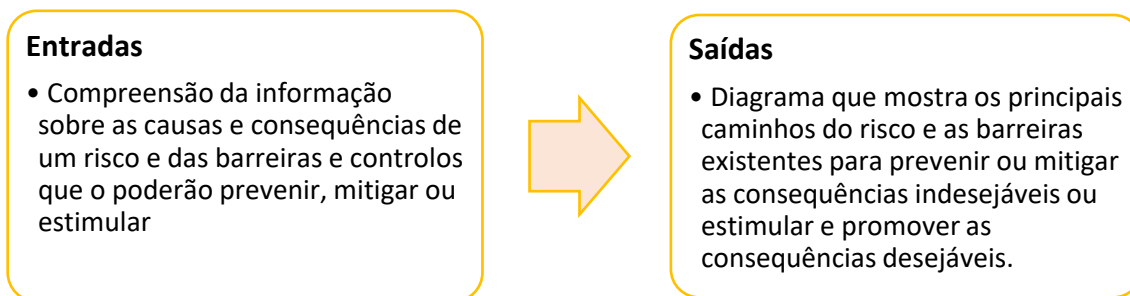 Entradas
• Compreensão da informação
sobre as causas e consequências de
um risco e das barreiras e controlos
que o poderão prevenir, mitigar ou
estimular
Saídas
• Diagrama que mostra os principais
caminhos do risco e as barreiras
existentes para prevenir ou mitigar
as consequências indesejáveis ou
estimular e promover as
consequências desejáveis.